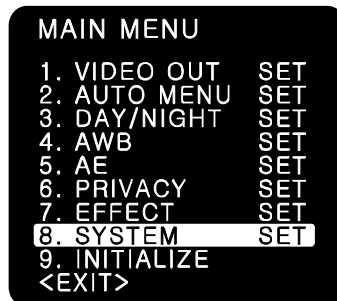 MAIN MENU
1. VIDEO OUT SET
2. AUTO MENU SET
3. DAY/NIGHT SET
4. AWB SET
5. AE SET
6. PRIVACY SET
7. EFFECT SET
8. SYSTEM SET
9. INITIALIZE
<EXIT>